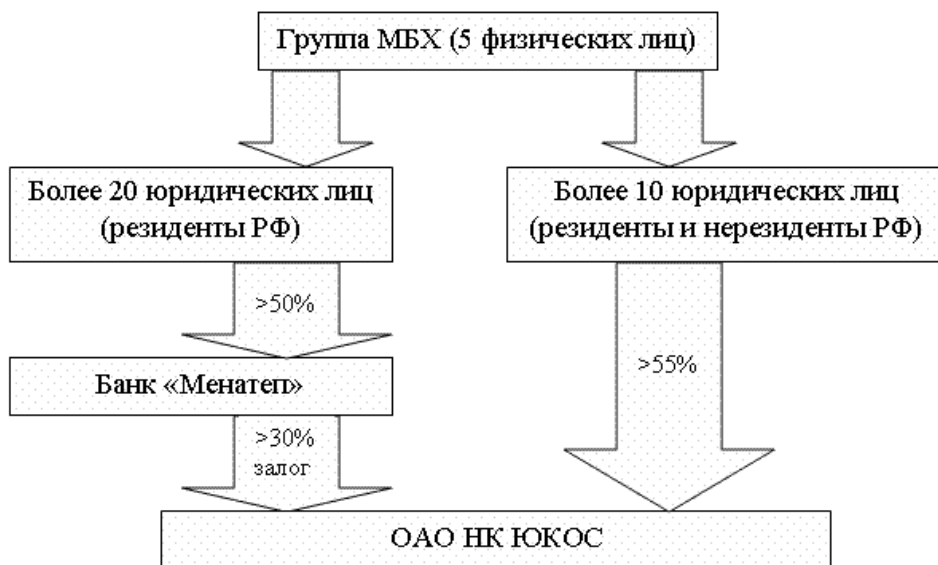 Группа МБХ (5 физических лиц)
Более 20 юридических лиц
(резиденты РФ)
Более 10 юридических лиц
(резиденты и нерезиденты РФ)
>50%
>55%
Банк «Менатеп»
>30%
залог
ОАО НК ЮКОС